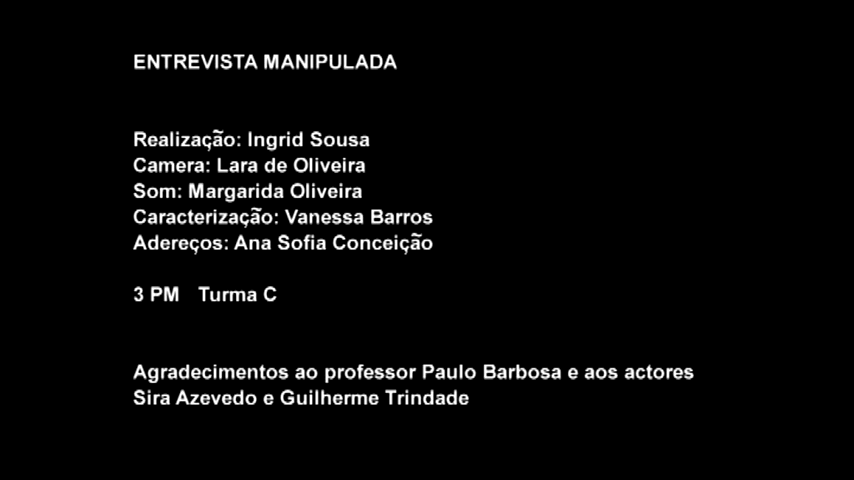 ENTREVISTA MANIPULADA
Realização: Ingrid Sousa
Camera: Lara de Oliveira
Som: Margarida Oliveira
Caracterização: Vanessa Barros
Adereços: Ana Sofia Conceição
3 PM Turma C
Agradecimentos ao professor Paulo Barbosa e aos actores
Sira Azevedo e Guilherme Trindade